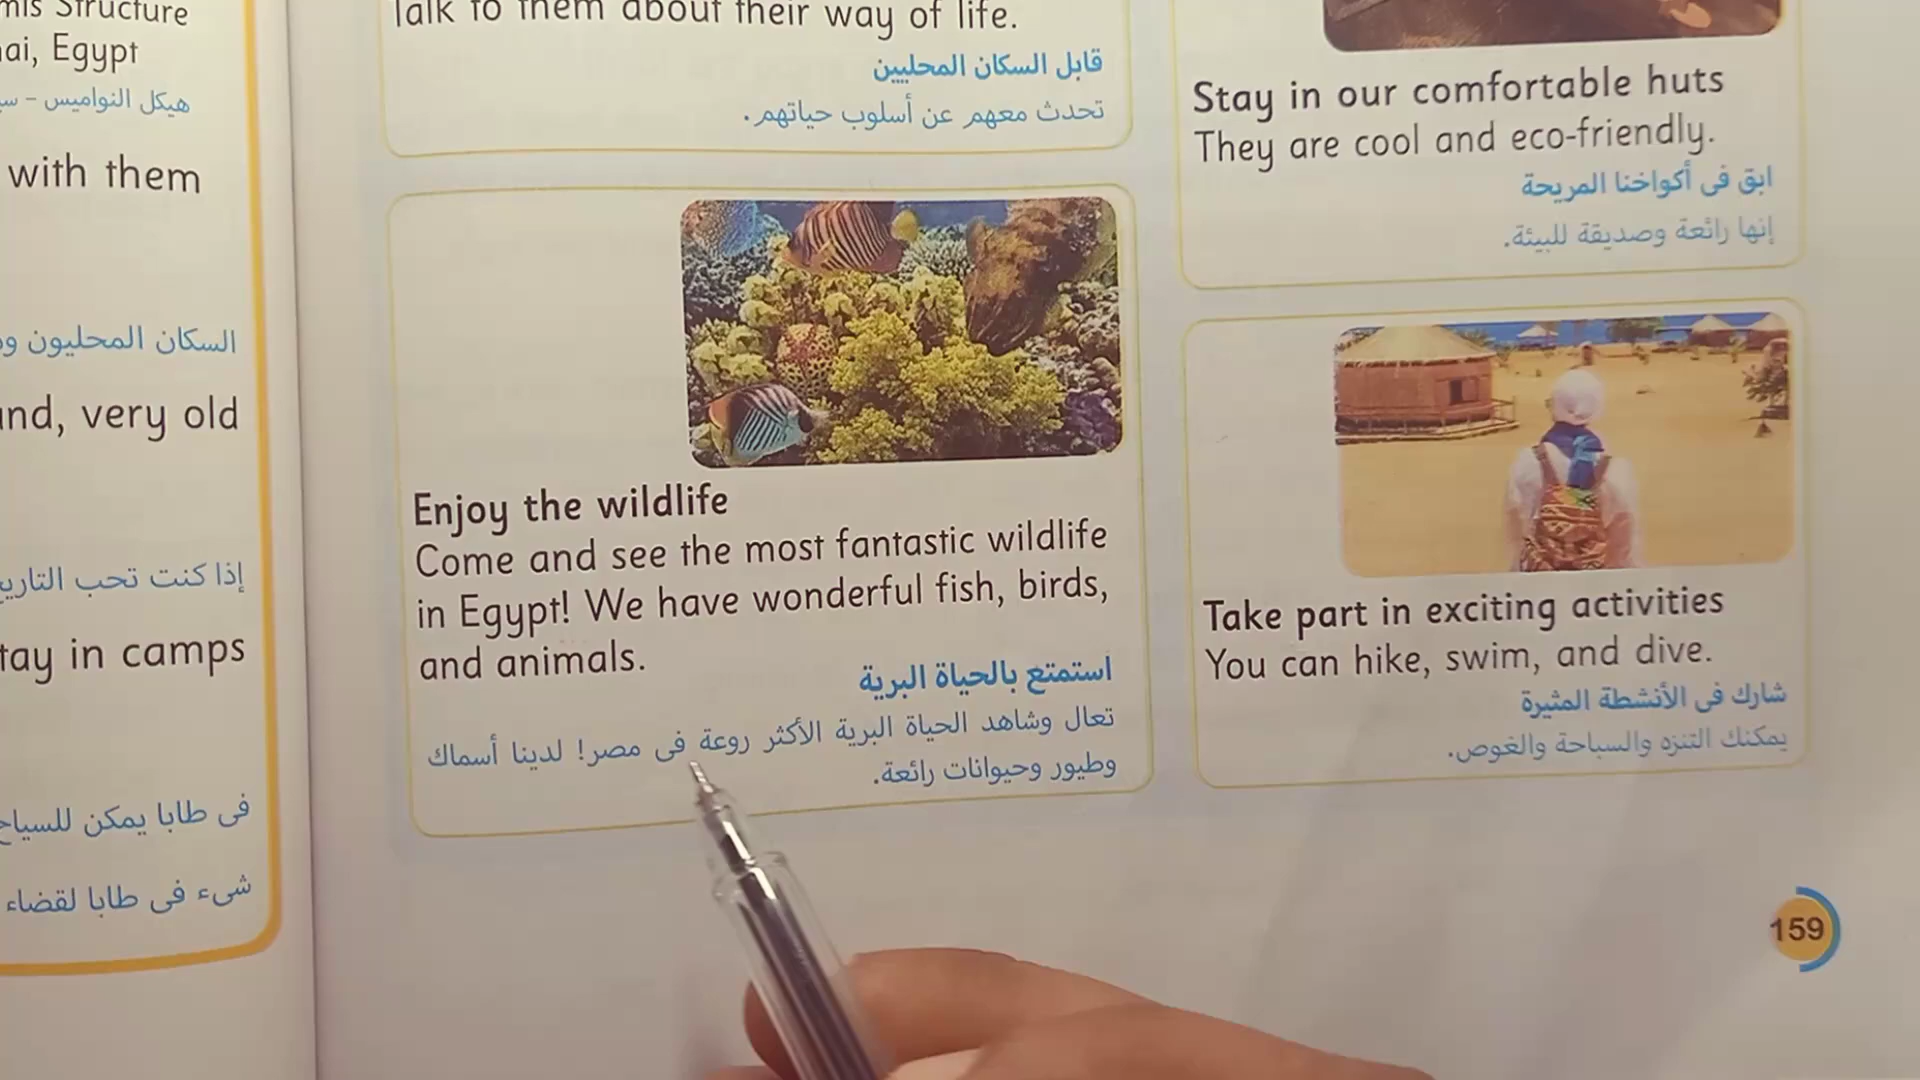 Structure
Egypt
هيكل النواميس -
with them
السكان المحليون
very old
إذا كنت تحب
in camps
فى طابا يمكن
شىء فى طابا لقضاء
Talk to them about their way of life.
قابل السكان المحليين
تحدث معهم عن أسلوب حياتهم.
Enjoy the wildlife
Come and see the most fantastic wildlife
in Egypt! We have wonderful fish, birds,
and animals.
استمتع بالحياة البرية
تعال وشاهد الحياة البرية الأكثر روعة فى مصر! لدينا أسماك
وطيور وحيوانات رائعة.
Stay in our comfortable huts
They are cool and eco-friendly.
ابق فى أكواخنا المريحة
إنها رائعة وصديقة للبيئة.
Take part in exciting activities
You can hike, swim, and dive.
شارك فى الأنشطة المثيرة
يمكنك التنزه والسباحة والغوص.
159